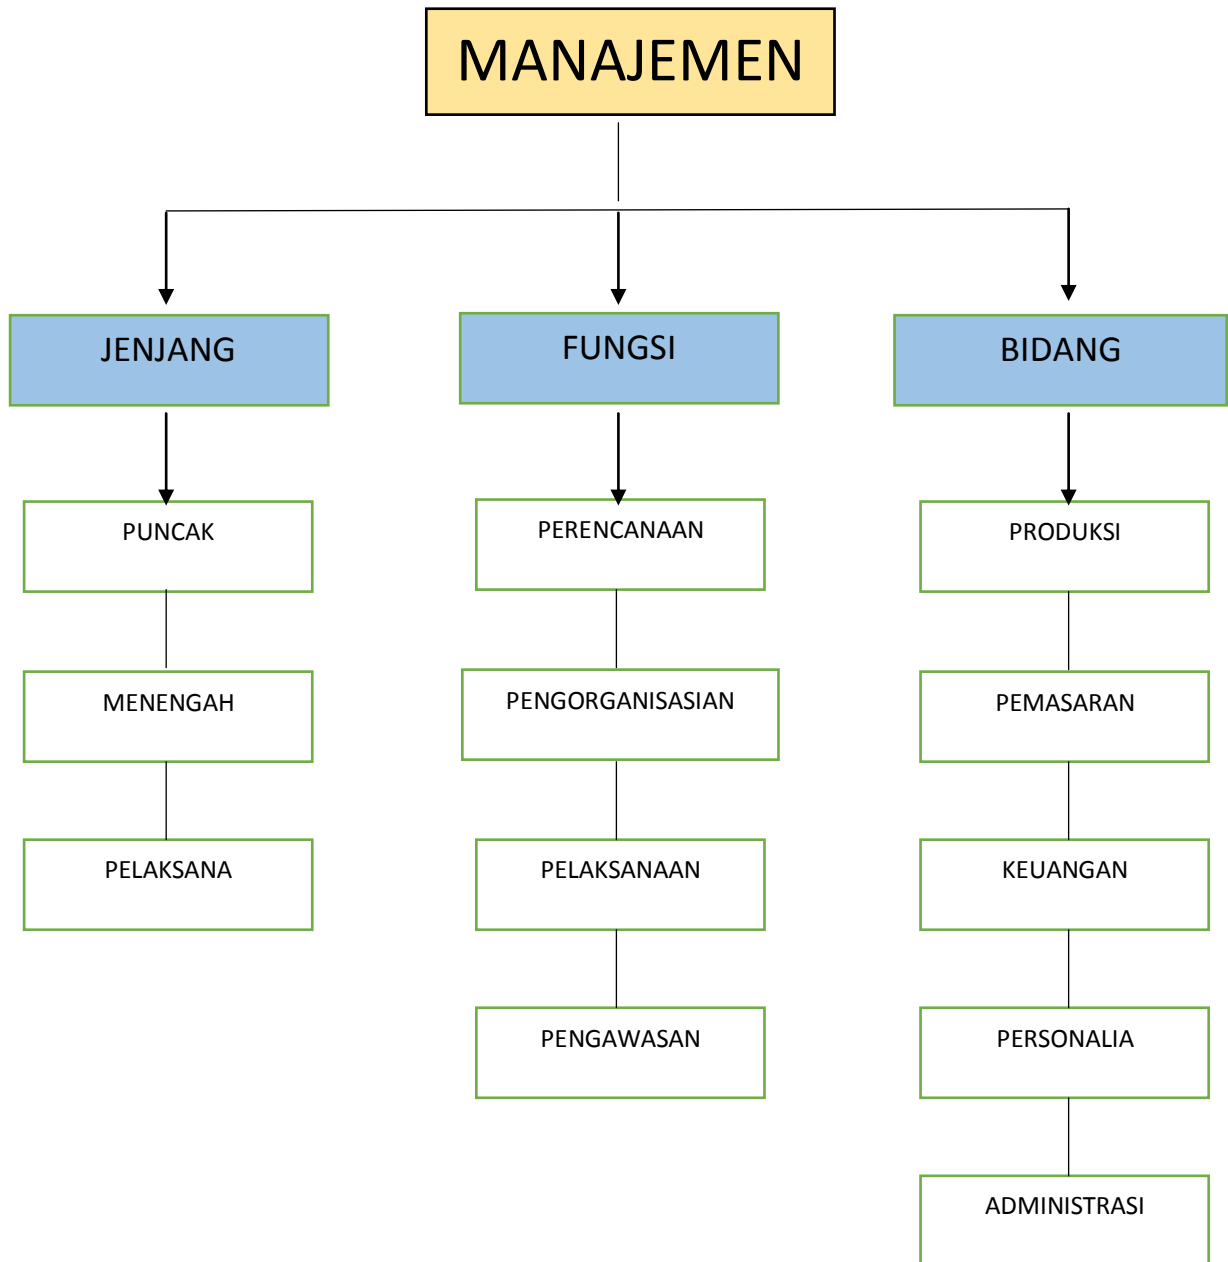 MANAJEMEN
JENJANG
FUNGSI
BIDANG
PUNCAK
PERENCANAAN
PRODUKSI
MENENGAH
PENGORGANISASIAN
PEMASARAN
PELAKSANA
PELAKSANAAN
KEUANGAN
PENGAWASAN
PERSONALIA
ADMINISTRASI